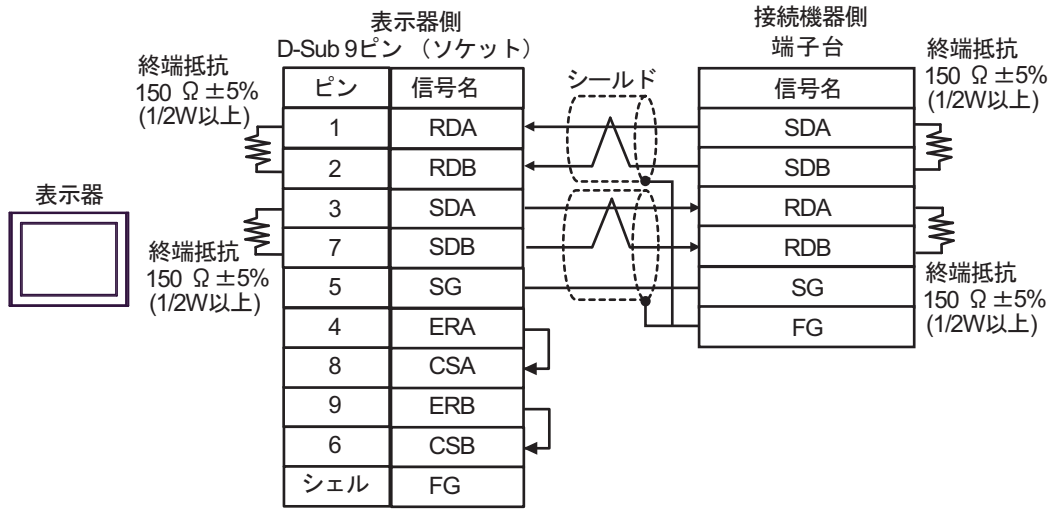 表示器側
D-Sub 9ピン （ソケット）
接続機器側
端子台
終端抵抗
150 Ω ±5%
(1/2W以上)
シールド
終端抵抗
150 Ω ±5%
(1/2W以上)
ピン 信号名
信号名
1 RDA
SDA
2 RDB
SDB
表示器
3 SDA
RDA
7 SDB
RDB
終端抵抗
150 Ω ±5%
(1/2W以上)
終端抵抗
150 Ω ±5%
(1/2W以上)
5 SG
SG
4 ERA
FG
8 CSA
9 ERB
6 CSB
シェル FG